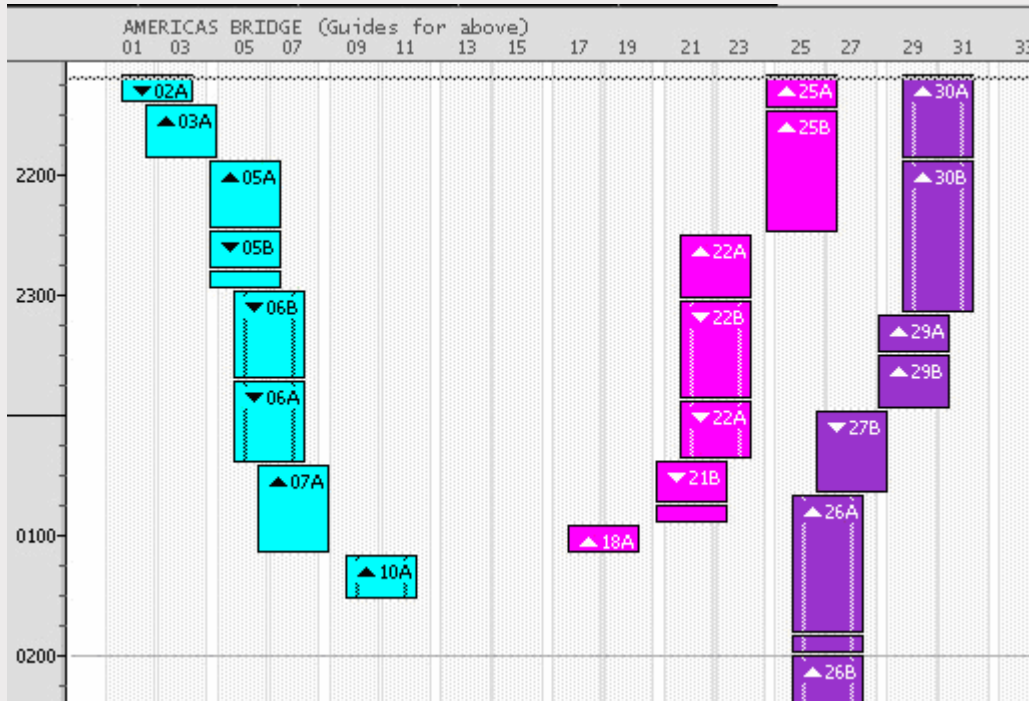 AMERICAS BRIDGE (Guides for above)
01 03 05 07 09 11 13 15 17 19 21 23 25 27 29 31 33
▼02A ▲25A ▲30A
▲03A ▲25B
2200 ▲05A ▲30B
▼05B ▲22A
2300 ▼06B ▼22B
▲29A
▲29B
▼06A ▼22A ▼27B
▲07A ▼21B
▲26A
0100 ▲18A
▲10A
0200 ▲26B